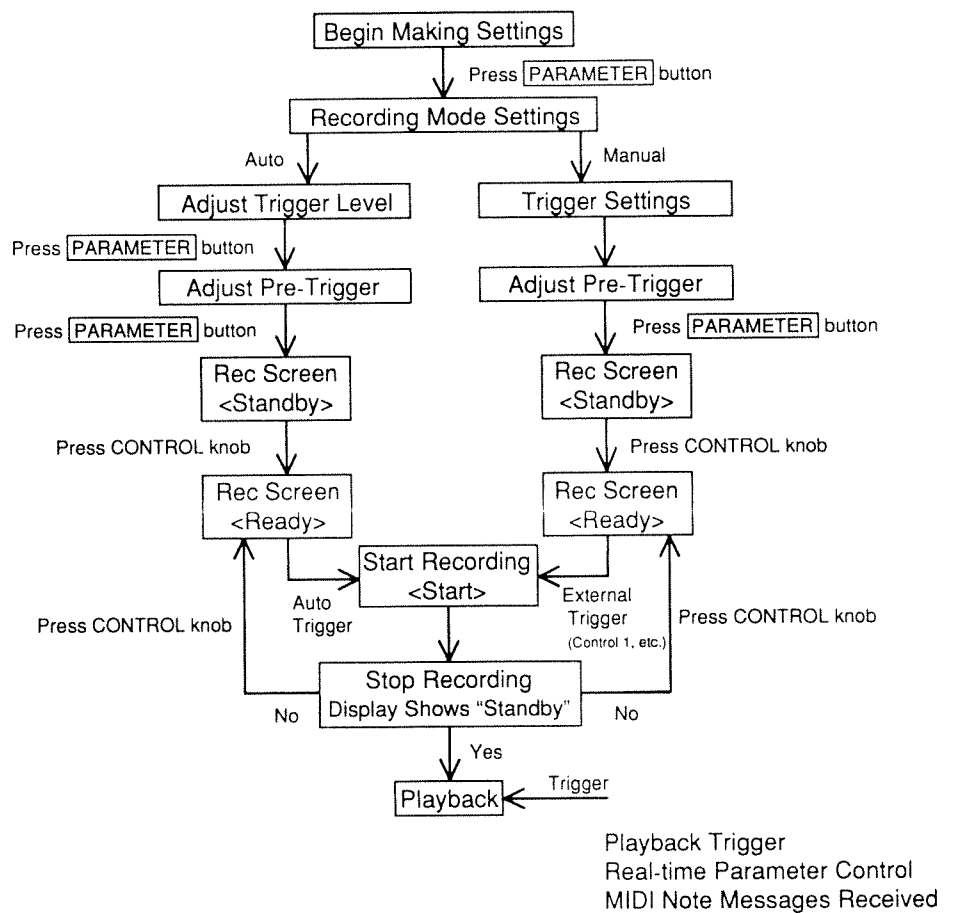 Begin Making Settings
Press PARAMETER button
Recording Mode Settings
Auto
Manual
Adjust Trigger Level
Trigger Settings
Press PARAMETER button
Adjust Pre-Trigger
Adjust Pre-Trigger
Press PARAMETER button
Press PARAMETER button
Rec Screen
<Standby>
Rec Screen
<Standby>
Press CONTROL knob
Press CONTROL knob
Rec Screen
<Ready>
Rec Screen
<Ready>
Start Recording
<Start>
Auto
Trigger
External
Trigger
(Control 1, etc.)
Press CONTROL knob
Press CONTROL knob
Stop Recording
Display Shows “Standby”
No
No
Yes
Playback
Trigger
Playback Trigger
Real-time Parameter Control
MIDI Note Messages Received